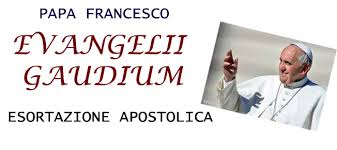 PAPA FRANCESCO
EVANGELII
GAUDIUM
ESORTAZIONE APOSTOLICA